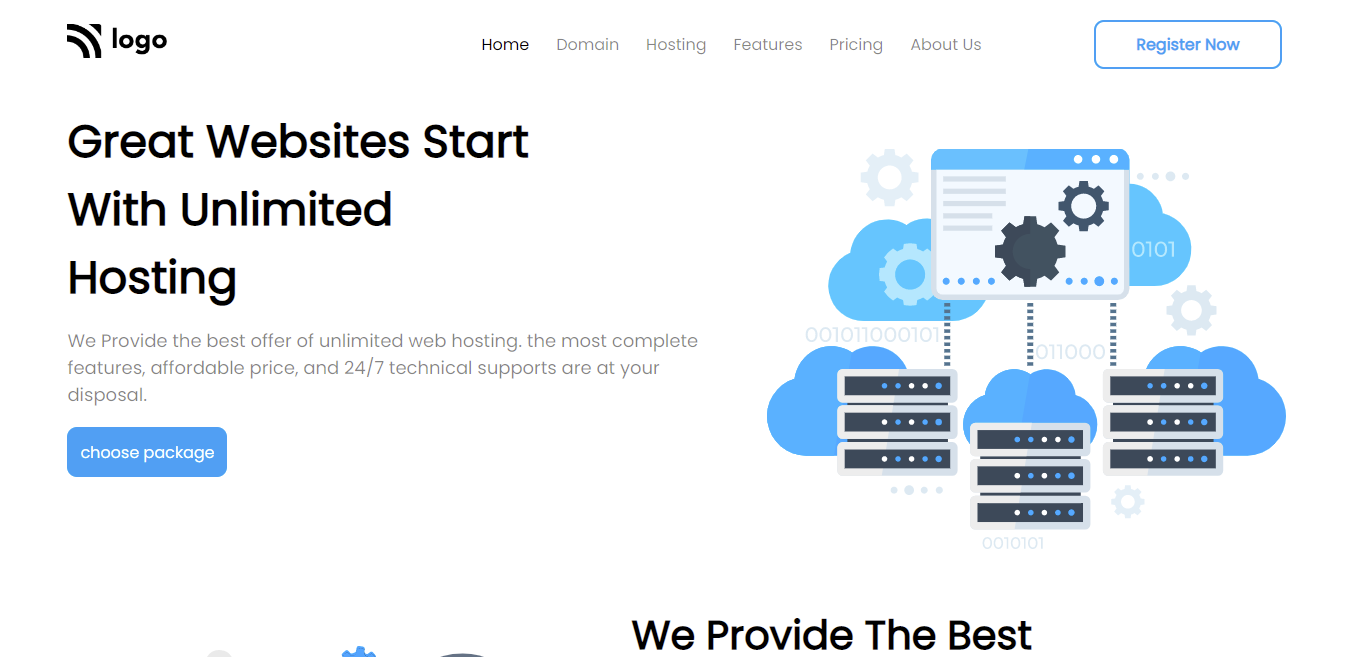 logo
Home Domain Hosting Features Pricing About Us
Register Now
Great Websites Start
With Unlimited
Hosting
We Provide the best offer of unlimited web hosting. the most complete
features, affordable price, and 24/7 technical supports are at your
disposal.
choose package
0101
001011000101
011000
0010101
We Provide The Best